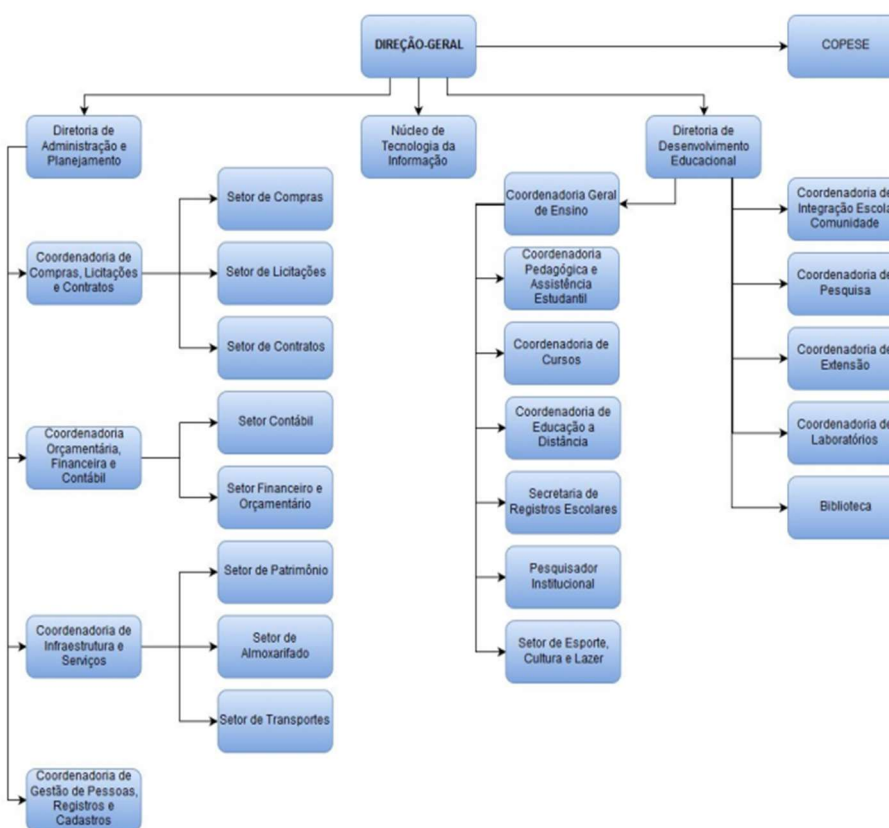 DIREÇÃO-GERAL
COPESE
Diretoria de
Administração e
Planejamento
Núcleo de
Tecnologia da
Informação
Diretoria de
Desenvolvimento
Educacional
Setor de Compras
Coordenadoria de
Compras, Licitações
e Contratos
Setor de Licitações
Setor de Contratos
Coordenadoria
Orçamentária,
Financeira e
Contábil
Setor Contábil
Setor Financeiro e
Orçamentário
Coordenadoria de
Infraestrutura e
Serviços
Setor de Patrimônio
Setor de
Almoxarifado
Setor de Transportes
Coordenadoria de
Gestão de Pessoas,
Registros e
Cadastros
Coordenadoria Geral
de Ensino
Coordenadoria
Pedagógica e
Assistência
Estudantil
Coordenadoria de
Cursos
Coordenadoria de
Educação a
Distância
Secretaria de
Registros Escolares
Pesquisador
Institucional
Setor de Esporte,
Cultura e Lazer
Coordenadoria de
Integração Escola
Comunidade
Coordenadoria de
Pesquisa
Coordenadoria de
Extensão
Coordenadoria de
Laboratórios
Biblioteca